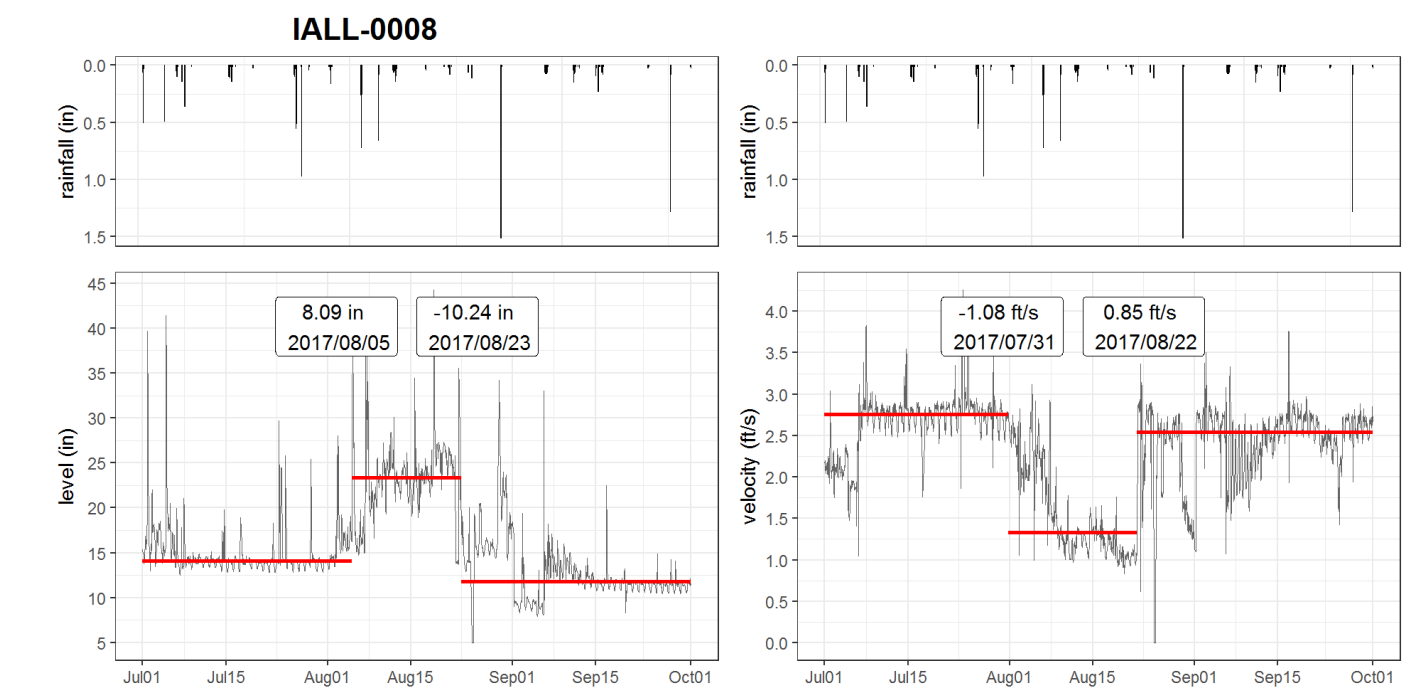 IALL-0008
rainfall (in)
0.0
0.5
1.0
1.5
rainfall (in)
0.0
0.5
1.0
1.5
level (in)
45
40
35
30
25
20
15
10
5
8.09 in
2017/08/05
-10.24 in
2017/08/23
Jul01 Jul15 Aug01 Aug15 Sep01 Sep15 Oct01
velocity (ft/s)
4.0
3.5
3.0
2.5
2.0
1.5
1.0
0.5
0.0
-1.08 ft/s
2017/07/31
0.85 ft/s
2017/08/22
Jul01 Jul15 Aug01 Aug15 Sep01 Sep15 Oct01